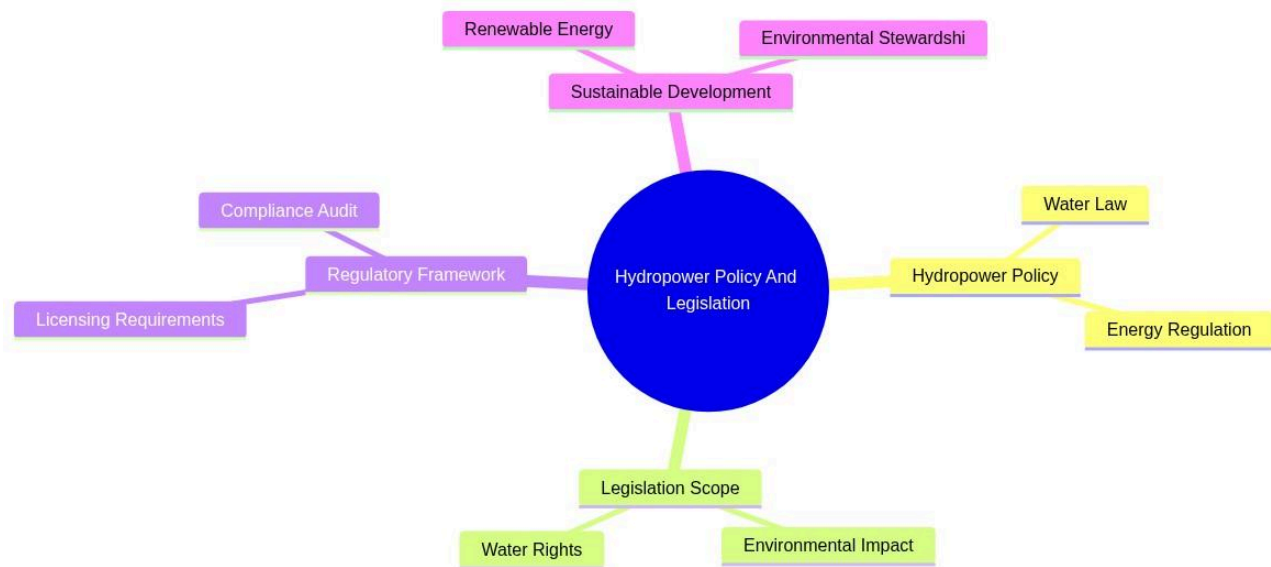 Renewable Energy
Environmental Stewardshi
Sustainable Development
Compliance Audit
Regulatory Framework
Licensing Requirements
Hydropower Policy And
Legislation
Water Law
Hydropower Policy
Energy Regulation
Legislation Scope
Water Rights
Environmental Impact